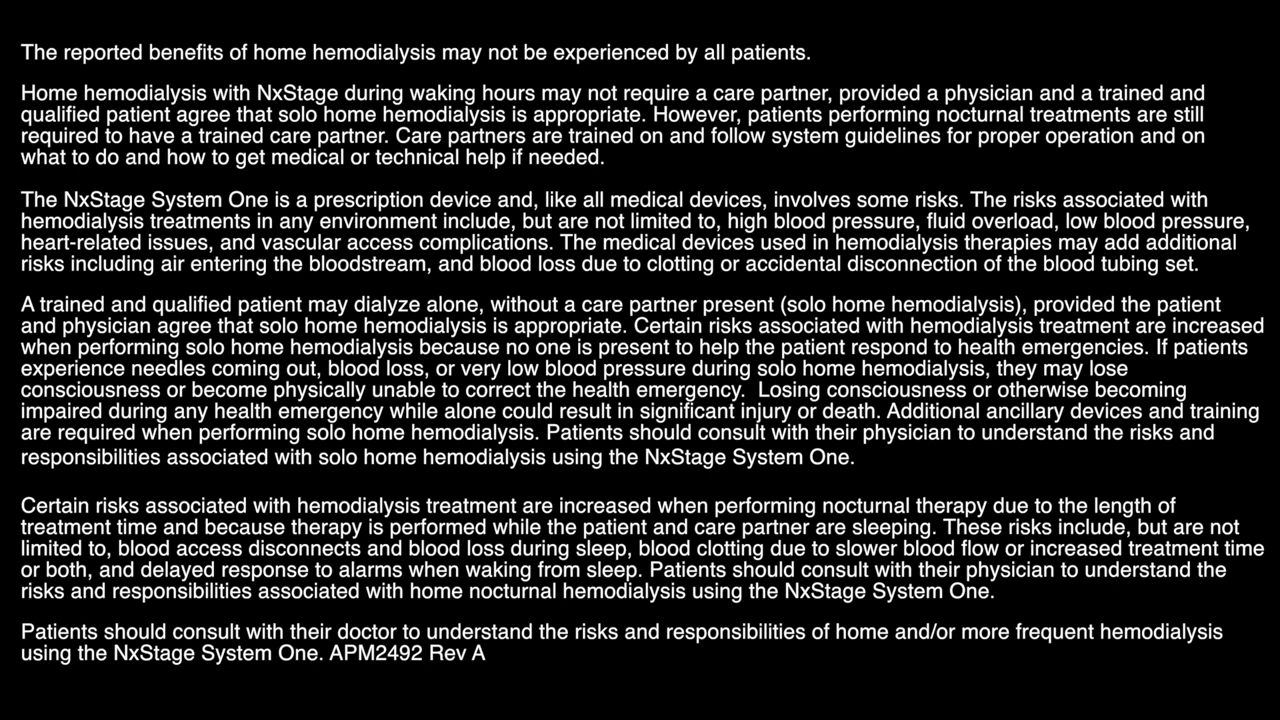 The reported benefits of home hemodialysis may not be experienced by all patients.
Home hemodialysis with NxStage during waking hours may not require a care partner, provided a physician and a trained and
qualified patient agree that solo home hemodialysis is appropriate. However, patients performing nocturnal treatments are still
required to have a trained care partner. Care partners are trained on and follow system guidelines for proper operation and on
what to do and how to get medical or technical help if needed.
The NxStage System One is a prescription device and, like all medical devices, involves some risks. The risks associated with
hemodialysis treatments in any environment include, but are not limited to, high blood pressure, fluid overload, low blood pressure,
heart-related issues, and vascular access complications. The medical devices used in hemodialysis therapies may add additional
risks including air entering the bloodstream, and blood loss due to clotting or accidental disconnection of the blood tubing set.
A trained and qualified patient may dialyze alone, without a care partner present (solo home hemodialysis), provided the patient
and physician agree that solo home hemodialysis is appropriate. Certain risks associated with hemodialysis treatment are increased
when performing solo home hemodialysis because no one is present to help the patient respond to health emergencies. If patients
experience needles coming out, blood loss, or very low blood pressure during solo home hemodialysis, they may lose
consciousness or become physically unable to correct the health emergency.  Losing consciousness or otherwise becoming
impaired during any health emergency while alone could result in significant injury or death. Additional ancillary devices and training
are required when performing solo home hemodialysis. Patients should consult with their physician to understand the risks and
responsibilities associated with solo home hemodialysis using the NxStage System One.
Certain risks associated with hemodialysis treatment are increased when performing nocturnal therapy due to the length of
treatment time and because therapy is performed while the patient and care partner are sleeping. These risks include, but are not
limited to, blood access disconnects and blood loss during sleep, blood clotting due to slower blood flow or increased treatment time
or both, and delayed response to alarms when waking from sleep. Patients should consult with their physician to understand the
risks and responsibilities associated with home nocturnal hemodialysis using the NxStage System One.
Patients should consult with their doctor to understand the risks and responsibilities of home and/or more frequent hemodialysis
using the NxStage System One. APM2492 Rev A